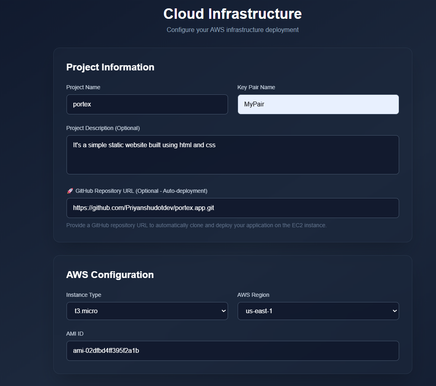 Cloud Infrastructure
Configure your AWS infrastructure deployment
Project Information
Project Name
Key Pair Name
portex
MyPair
Project Description (Optional)
It's a simple static website built using html and css
GitHub Repository URL (Optional - Auto-deployment)
https://github.com/Priyanshudotdev/portex.app.git
Provide a GitHub repository URL to automatically clone and deploy your application on the EC2 instance
AWS Configuration
Instance Type
AWS Region
t3.micro
us-east-1
AMI ID
ami-02dfbd4ff395f2a1b